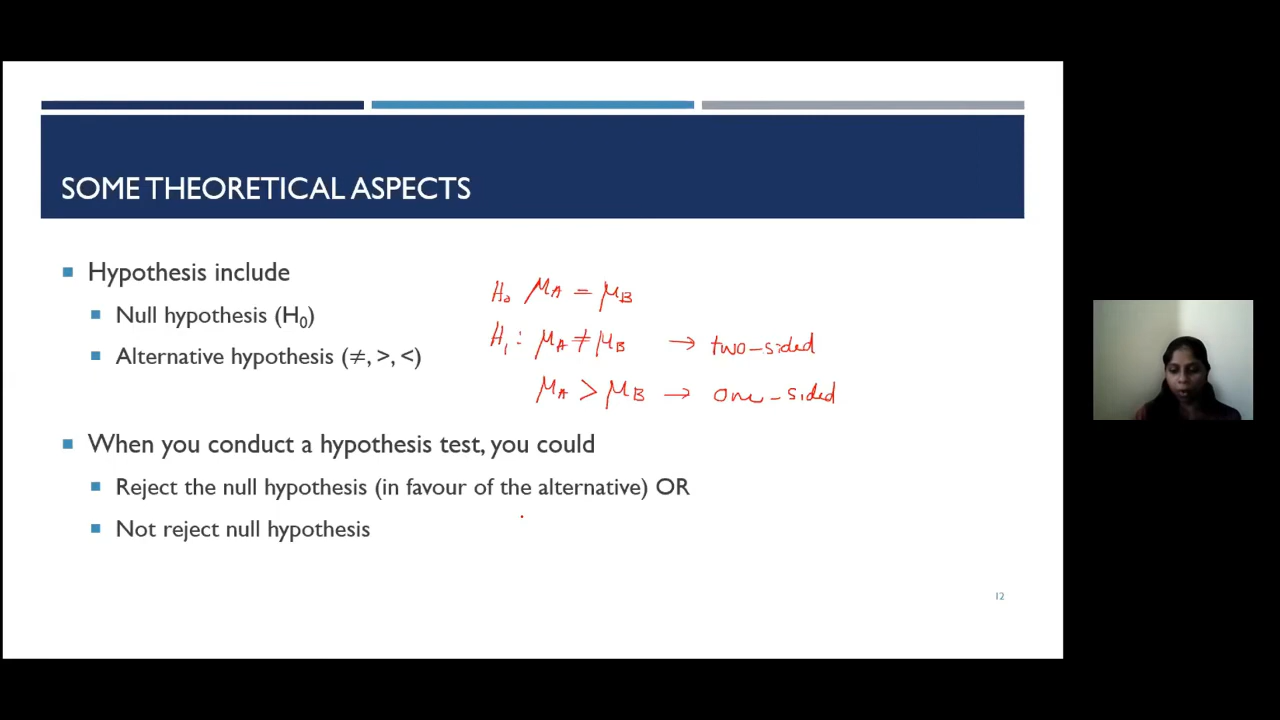 SOME THEORETICAL ASPECTS
Hypothesis include
Null hypothesis (H₀)
Alternative hypothesis (≠, >, <)
H₀ μA = μB
H₁ : μA ≠ μB → two-sided
μA > μB → one-sided
When you conduct a hypothesis test, you could
Reject the null hypothesis (in favour of the alternative) OR
Not reject null hypothesis
12